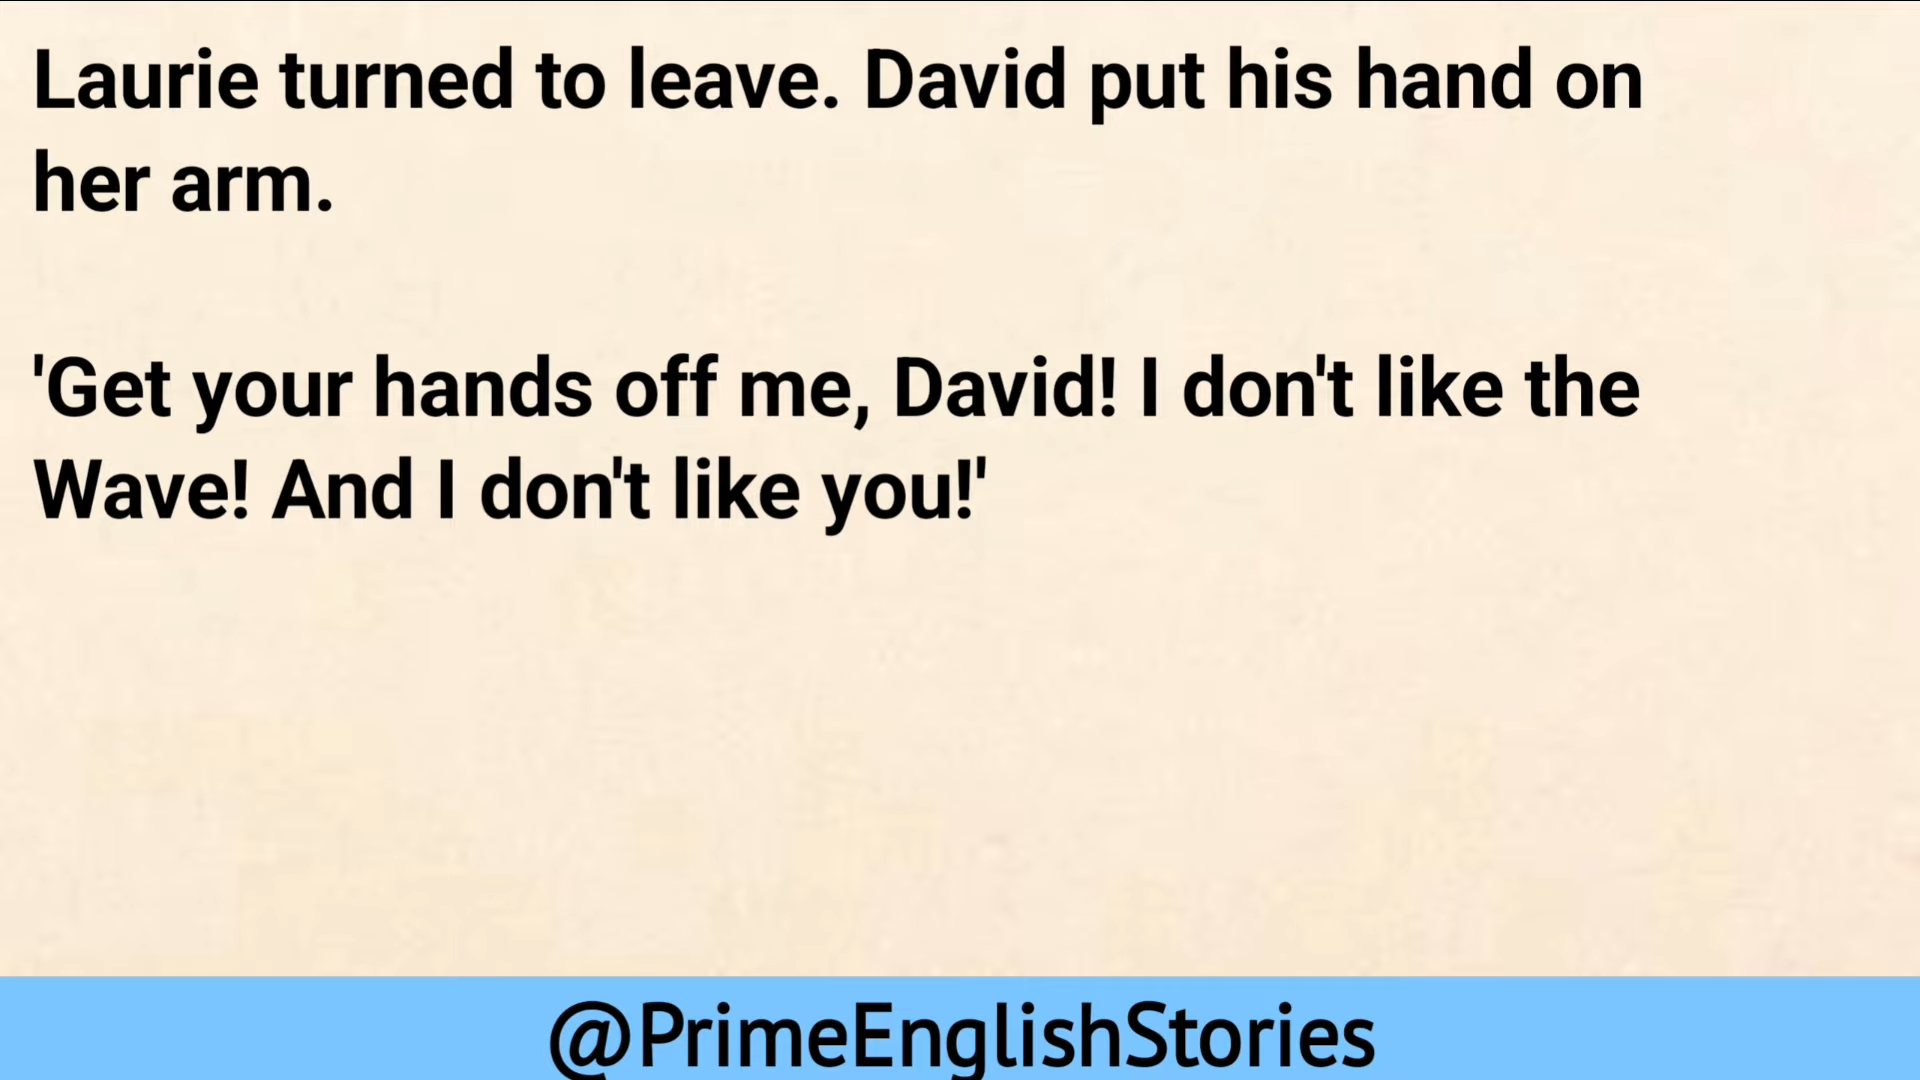 Laurie turned to leave. David put his hand on
her arm.
'Get your hands off me, David! I don't like the
Wave! And I don't like you!'
@PrimeEnglishStories